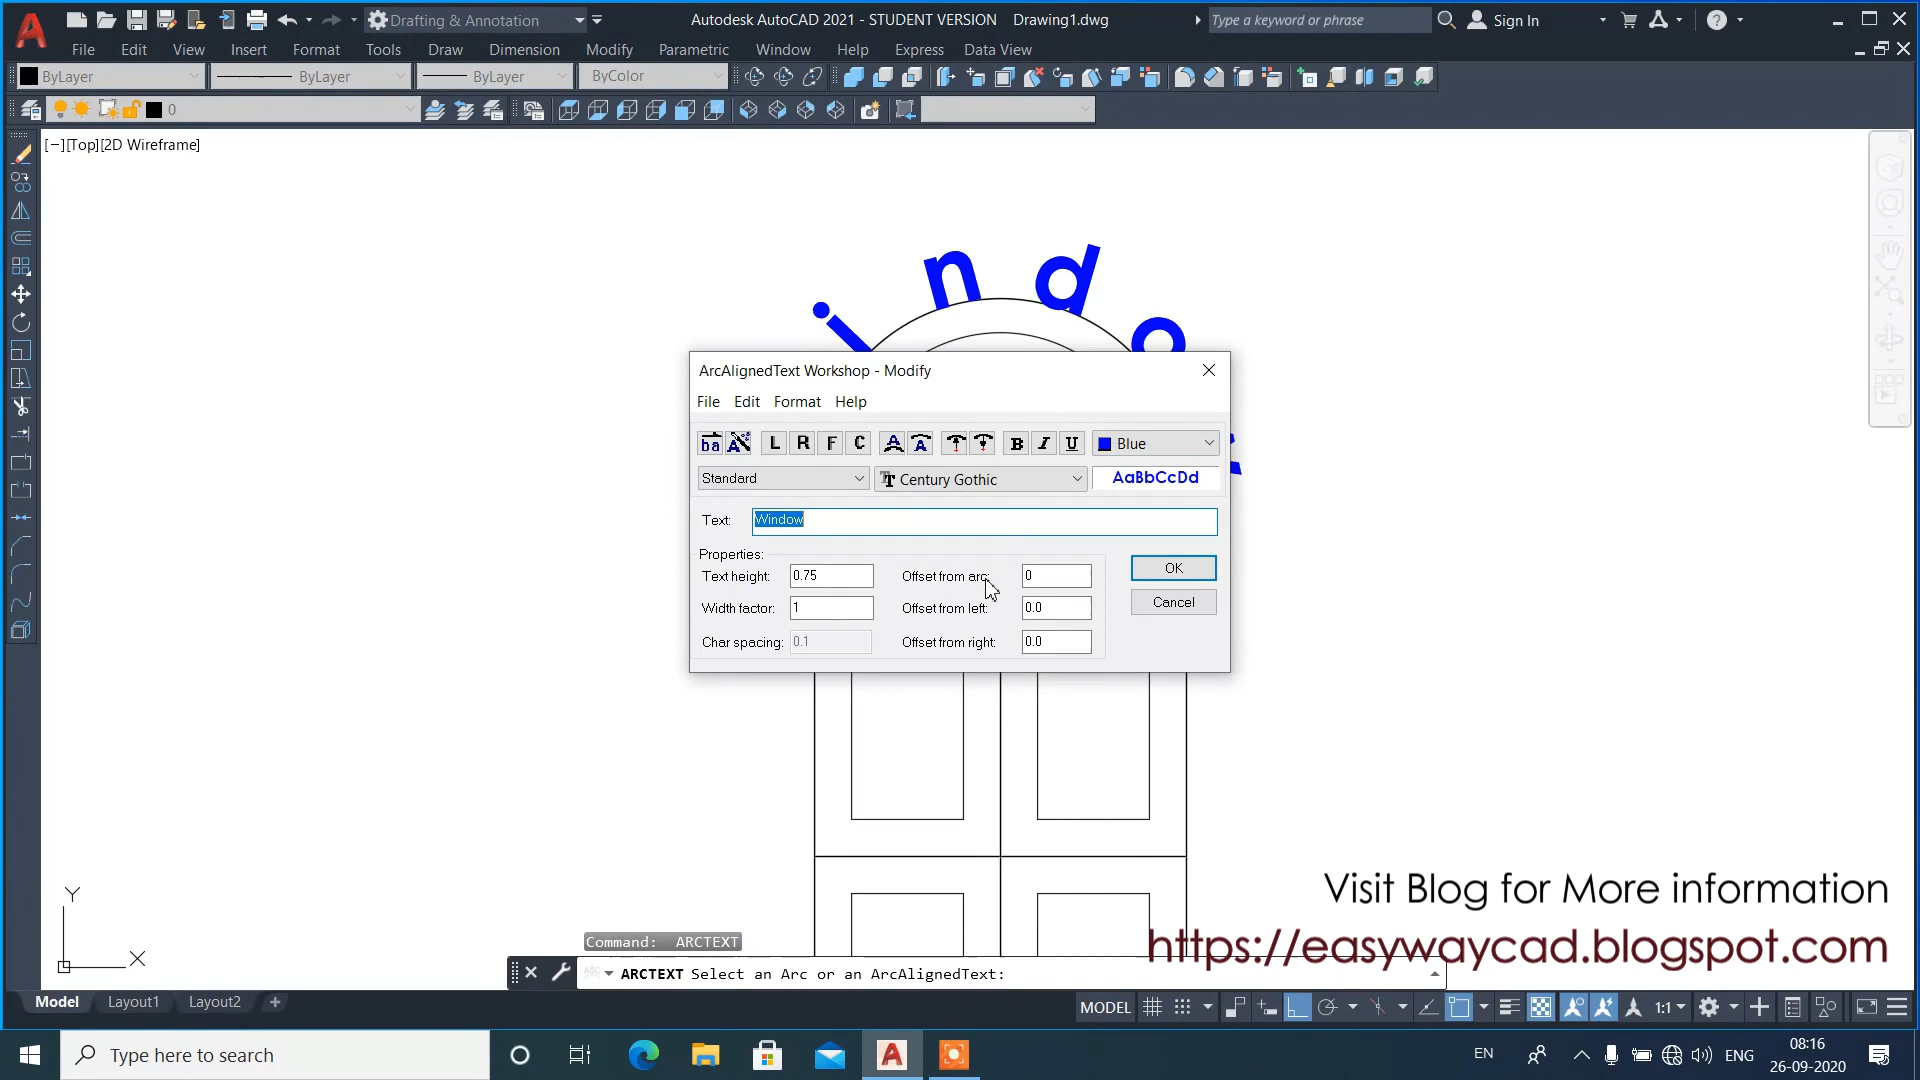 Drafting & Annotation
Autodesk AutoCAD 2021 - STUDENT VERSION Drawing1.dwg
Type a keyword or phrase
Sign In
File Edit View Insert Format Tools Draw Dimension Modify Parametric Window Help Express Data View
ByLayer ByLayer ByLayer ByColor
0
[−][Top][2D Wireframe]
i n d o
ArcAlignedText Workshop - Modify
File Edit Format Help
ba A L R F C A A B I U Blue
Standard Century Gothic AaBbCcDd
Text: Window
Properties:
Text height: 0.75 Offset from arc: 0 OK
Width factor: 1 Offset from left: 0.0 Cancel
Char spacing: 0.1 Offset from right: 0.0
Visit Blog for More information
https://easywaycad.blogspot.com
Y
X
Command: ARCTEXT
ARCTEXT Select an Arc or an ArcAlignedText:
Model Layout1 Layout2 +
MODEL 1:1
Type here to search
EN ENG
08:16
26-09-2020